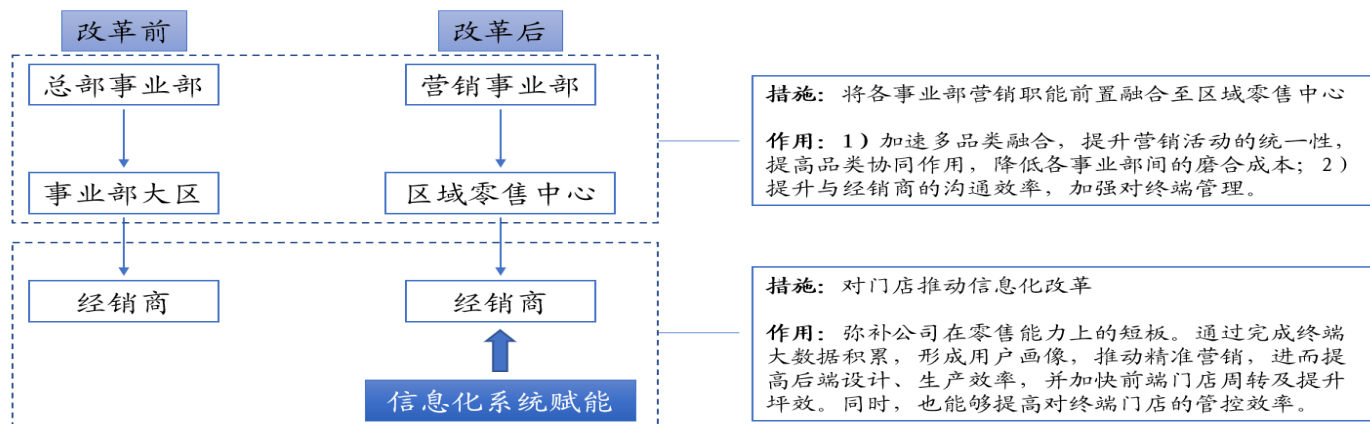 改革前
改革后
总部事业部
营销事业部
事业部大区
区域零售中心
经销商
经销商
信息化系统赋能
措施：将各事业部营销职能前置融合至区域零售中心
作用：1）加速多品类融合，提升营销活动的统一性，
提高品类协同作用，降低各事业部间的磨合成本；2）
提升与经销商的沟通效率，加强对终端管理。
措施：对门店推动信息化改革
作用：弥补公司在零售能力上的短板。通过完成终端
大数据积累，形成用户画像，推动精准营销，进而提
高后端设计、生产效率，并加快前端门店周转及提升
坪效。同时，也能够提高对终端门店的管控效率。